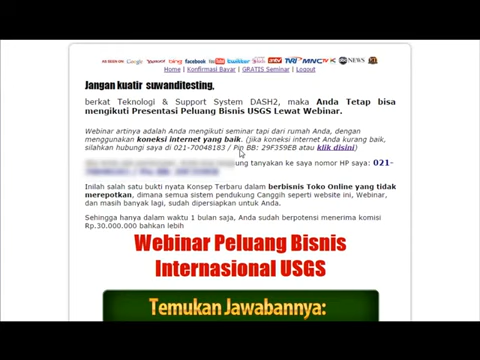 AS SEEN ON Google YAHOO! bing facebook YouTube twitter antv TVOne MNCTV abc NEWS
Home | Konfirmasi Bayar | GRATIS Seminar | Logout
Jangan kuatir suwanditesting,
berkat Teknologi & Support System DASH2, maka Anda Tetap bisa
mengikuti Presentasi Peluang Bisnis USGS Lewat Webinar.
Webinar artinya adalah Anda mengikuti seminar tapi dari rumah Anda, dengan
menggunakan koneksi internet yang baik. (jika koneksi internet Anda kurang baik,
silahkan hubungi saya di 021-70048183 / Pin BB: 29F359EB atau klik disini)
tanyakan ke saya nomor HP saya: 021-
Inilah salah satu bukti nyata Konsep Terbaru dalam berbisnis Toko Online yang tidak
merepotkan, dimana semua sistem pendukung Canggih seperti website ini, Webinar,
dan masih banyak lagi, sudah dipersiapkan untuk Anda.
Sehingga hanya dalam waktu 1 bulan saja, Anda sudah berpotensi menerima komisi
Rp.30.000.000 bahkan lebih
Webinar Peluang Bisnis
Internasional USGS
Temukan Jawabannya: